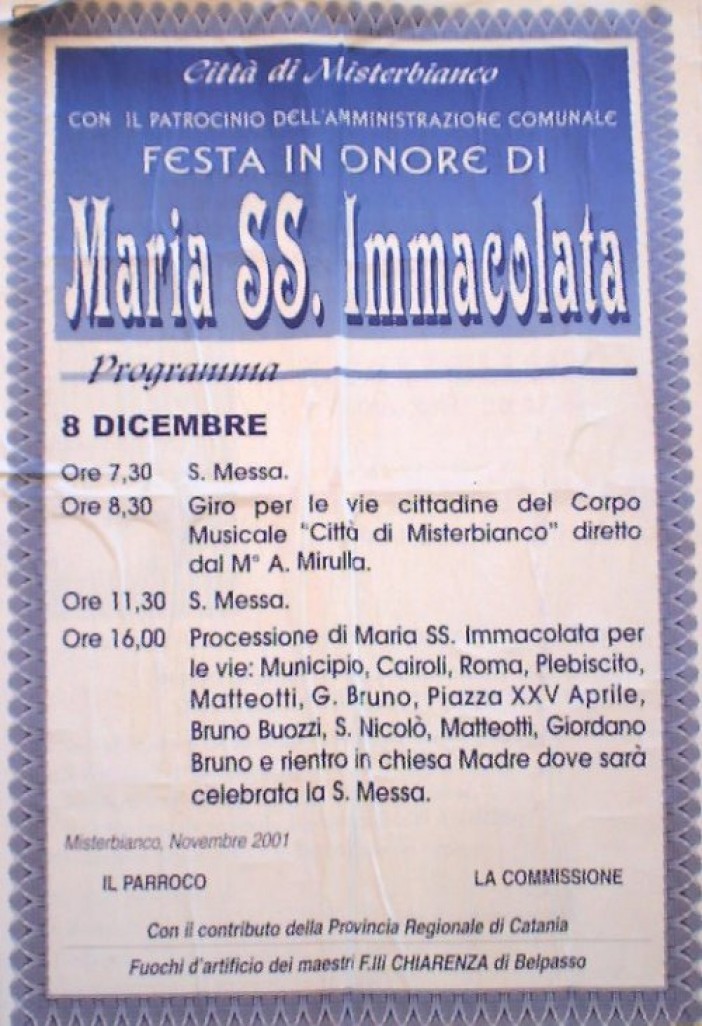 Città di Misterbianco
CON IL PATROCINIO DELL'AMMINISTRAZIONE COMUNALE
FESTA IN ONORE DI
Maria SS. Immacolata
Programma
8 DICEMBRE
Ore 7,30 S. Messa.
Ore 8,30 Giro per le vie cittadine del Corpo
Musicale "Città di Misterbianco" diretto
dal M° A. Mirulla.
Ore 11,30 S. Messa.
Ore 16,00 Processione di Maria SS. Immacolata per
le vie: Municipio, Cairoli, Roma, Plebiscito,
Matteotti, G. Bruno, Piazza XXV Aprile,
Bruno Buozzi, S. Nicolò, Matteotti, Giordano
Bruno e rientro in chiesa Madre dove sarà
celebrata la S. Messa.
Misterbianco, Novembre 2001
IL PARROCO LA COMMISSIONE
Con il contributo della Provincia Regionale di Catania
Fuochi d'artificio dei maestri F.lli CHIARENZA di Belpasso